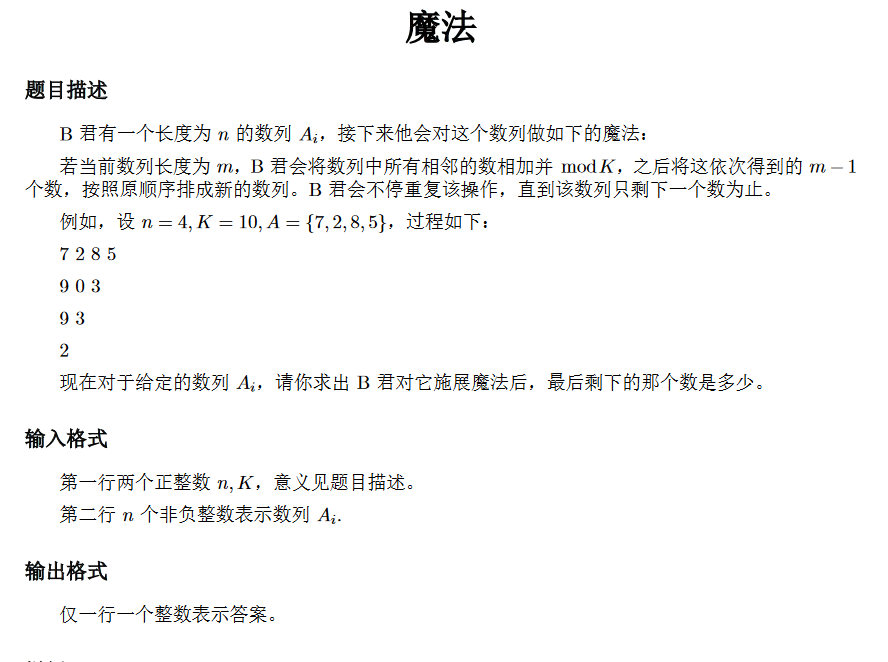 魔法
题目描述
B 君有一个长度为 n 的数列 A_i，接下来他会对这个数列做如下的魔法：
若当前数列长度为 m，B 君会将数列中所有相邻的数相加并 mod K，之后将这依次得到的 m − 1
个数，按照原顺序排成新的数列。B 君会不停重复该操作，直到该数列只剩下一个数为止。
例如，设 n = 4, K = 10, A = {7, 2, 8, 5}，过程如下：
7 2 8 5
9 0 3
9 3
2
现在对于给定的数列 A_i，请你求出 B 君对它施展魔法后，最后剩下的那个数是多少。
输入格式
第一行两个正整数 n, K，意义见题目描述。
第二行 n 个非负整数表示数列 A_i.
输出格式
仅一行一个整数表示答案。